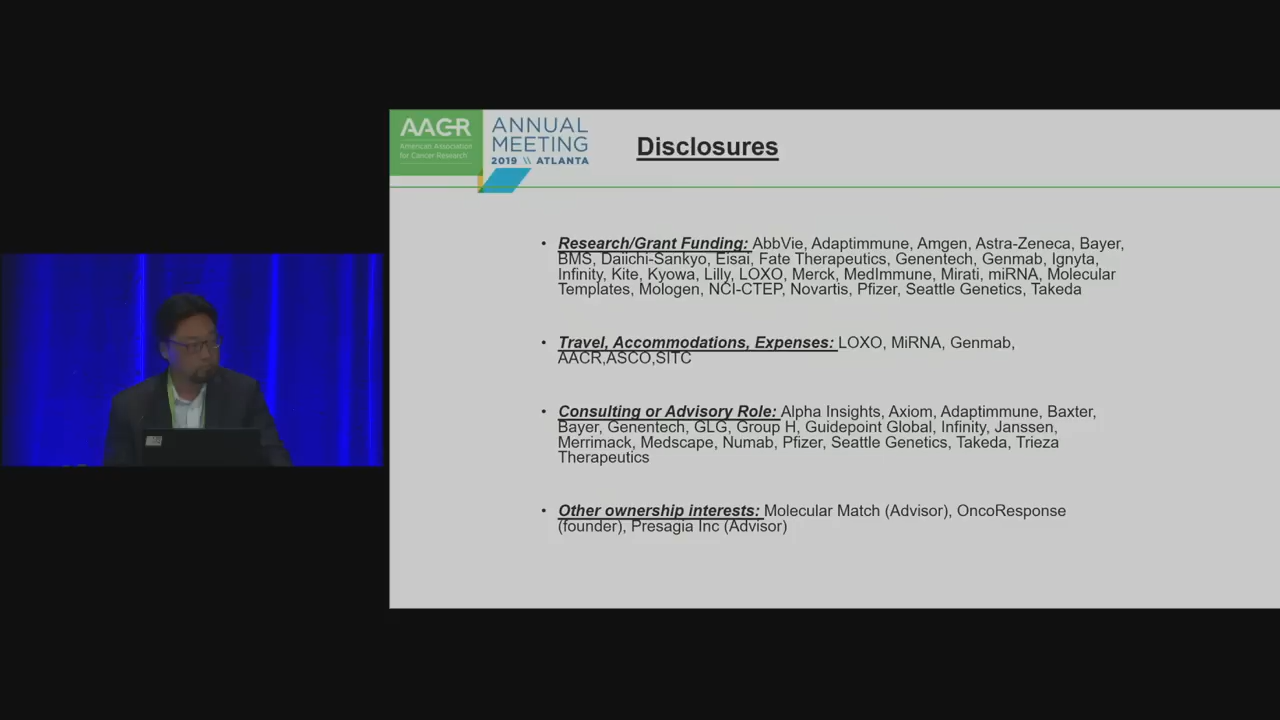 AACR
American Association
for Cancer Research
ANNUAL
MEETING
2019 \\ ATLANTA
Disclosures
• Research/Grant Funding: AbbVie, Adaptimmune, Amgen, Astra-Zeneca, Bayer,
BMS, Daiichi-Sankyo, Eisai, Fate Therapeutics, Genentech, Genmab, Ignyta,
Infinity, Kite, Kyowa, Lilly, LOXO, Merck, MedImmune, Mirati, miRNA, Molecular
Templates, Mologen, NCI-CTEP, Novartis, Pfizer, Seattle Genetics, Takeda
• Travel, Accommodations, Expenses: LOXO, MiRNA, Genmab,
AACR,ASCO,SITC
• Consulting or Advisory Role: Alpha Insights, Axiom, Adaptimmune, Baxter,
Bayer, Genentech, GLG, Group H, Guidepoint Global, Infinity, Janssen,
Merrimack, Medscape, Numab, Pfizer, Seattle Genetics, Takeda, Trieza
Therapeutics
• Other ownership interests: Molecular Match (Advisor), OncoResponse
(founder), Presagia Inc (Advisor)